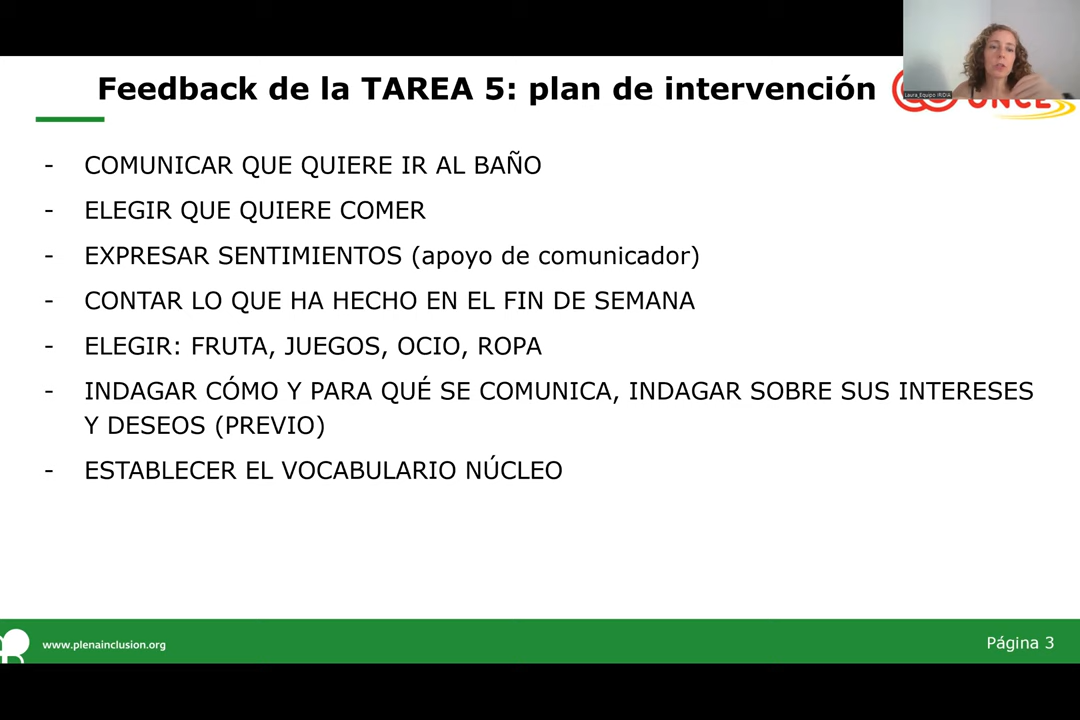 Feedback de la TAREA 5: plan de intervención
Laura_Equipo IRIDIA
ONCE
- COMUNICAR QUE QUIERE IR AL BAÑO
- ELEGIR QUE QUIERE COMER
- EXPRESAR SENTIMIENTOS (apoyo de comunicador)
- CONTAR LO QUE HA HECHO EN EL FIN DE SEMANA
- ELEGIR: FRUTA, JUEGOS, OCIO, ROPA
- INDAGAR CÓMO Y PARA QUÉ SE COMUNICA, INDAGAR SOBRE SUS INTERESES
Y DESEOS (PREVIO)
- ESTABLECER EL VOCABULARIO NÚCLEO
www.plenainclusion.org
Página 3